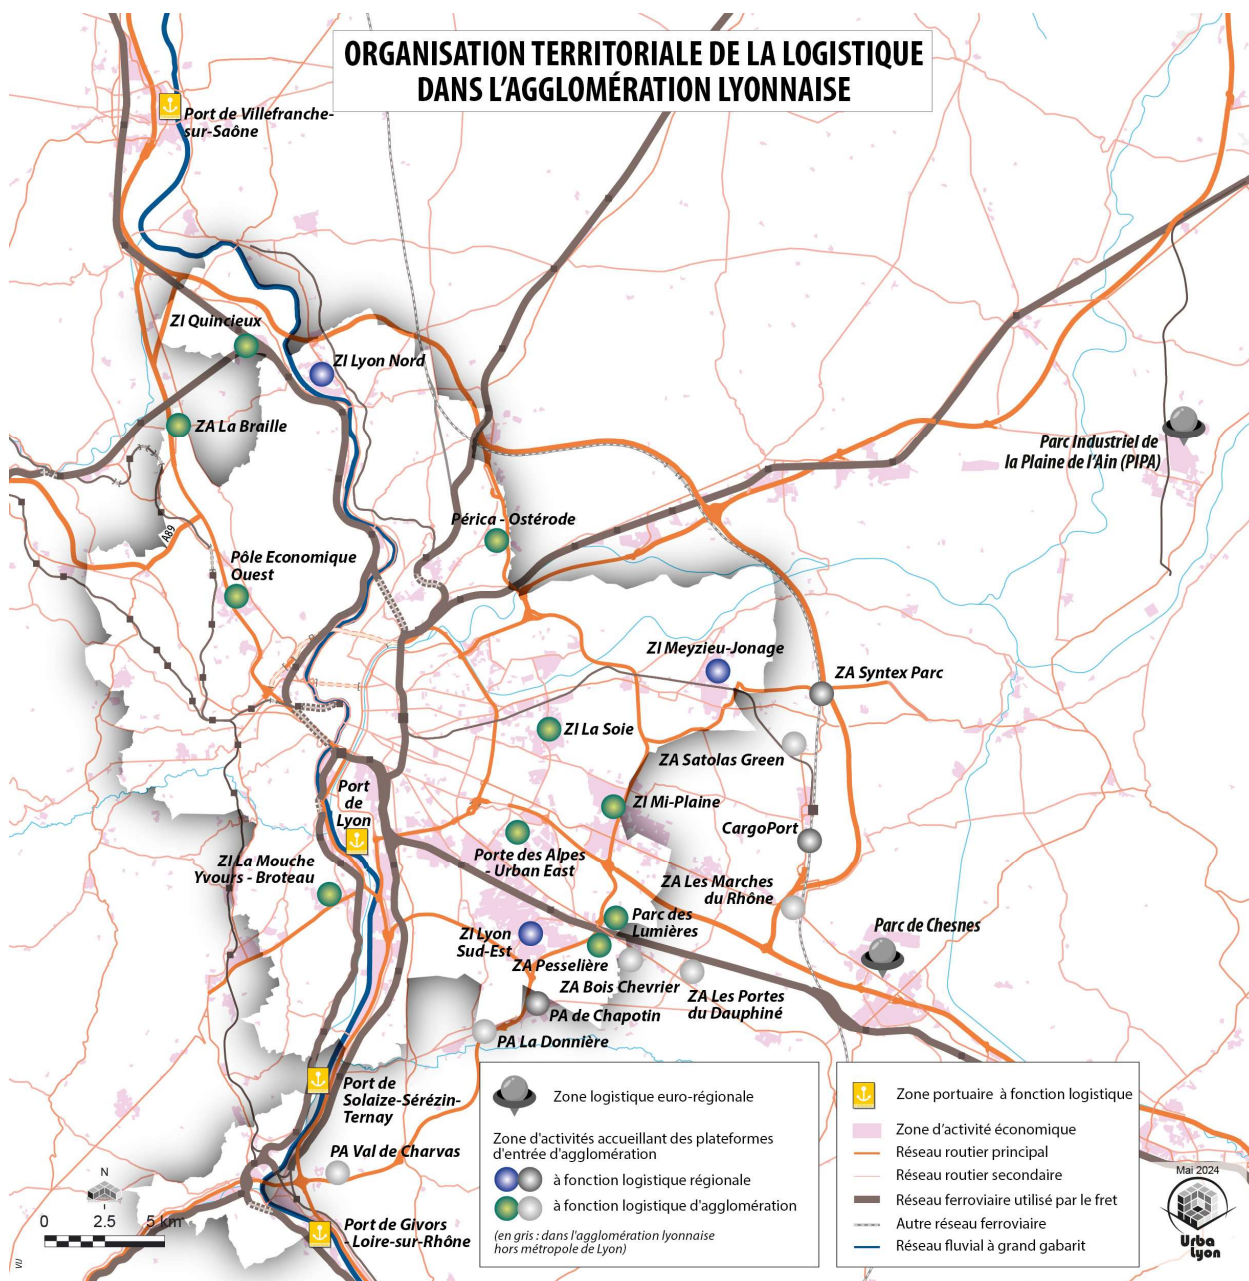 ORGANISATION TERRITORIALE DE LA LOGISTIQUE
DANS L'AGGLOMÉRATION LYONNAISE
Port de Villefranche-
sur-Saône
ZI Quincieux
ZI Lyon Nord
ZA La Braille
Parc Industriel de
la Plaine de l'Ain (PIPA)
Périca - Ostérode
A89
Pôle Economique
Ouest
ZI Meyzieu-Jonage
ZA Syntex Parc
ZI La Soie
ZA Satolas Green
Port
de
Lyon
ZI Mi-Plaine
CargoPort
ZI La Mouche
Yvours - Broteau
Porte des Alpes
- Urban East
ZA Les Marches
du Rhône
Parc des
Lumières
Parc de Chesnes
ZI Lyon
Sud-Est
ZA Pesselière
ZA Bois Chevrier
ZA Les Portes
du Dauphiné
PA de Chapotin
PA La Donnière
Port de
Solaize-Sérézin-
Ternay
PA Val de Charvas
Port de Givors
- Loire-sur-Rhône
N
0 2.5 5 km
VU
Zone logistique euro-régionale
Zone d'activités accueillant des plateformes
d'entrée d'agglomération
à fonction logistique régionale
à fonction logistique d'agglomération
(en gris : dans l'agglomération lyonnaise
hors métropole de Lyon)
Zone portuaire à fonction logistique
Zone d'activité économique
Réseau routier principal
Réseau routier secondaire
Réseau ferroviaire utilisé par le fret
Autre réseau ferroviaire
Réseau fluvial à grand gabarit
Mai 2024
Urba
Lyon